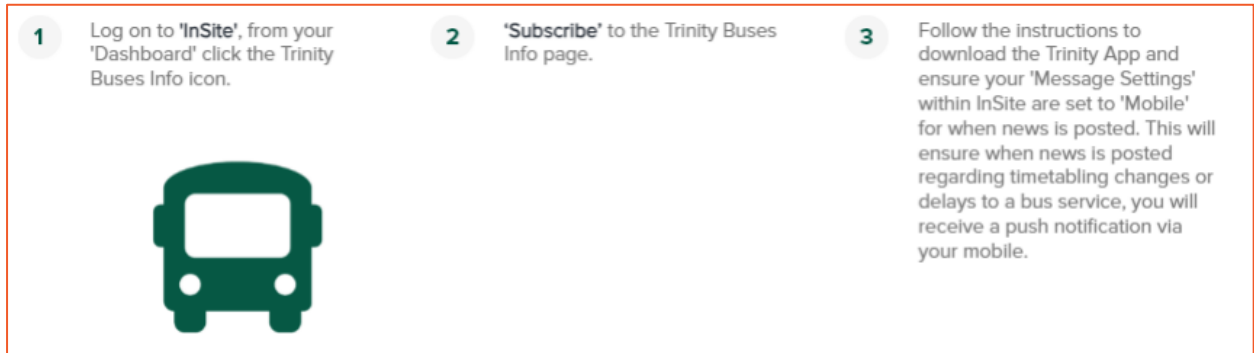 1
Log on to 'InSite', from your
'Dashboard' click the Trinity
Buses Info icon.
2
‘Subscribe’ to the Trinity Buses
Info page.
3
Follow the instructions to
download the Trinity App and
ensure your 'Message Settings'
within InSite are set to 'Mobile'
for when news is posted. This will
ensure when news is posted
regarding timetabling changes or
delays to a bus service, you will
receive a push notification via
your mobile.